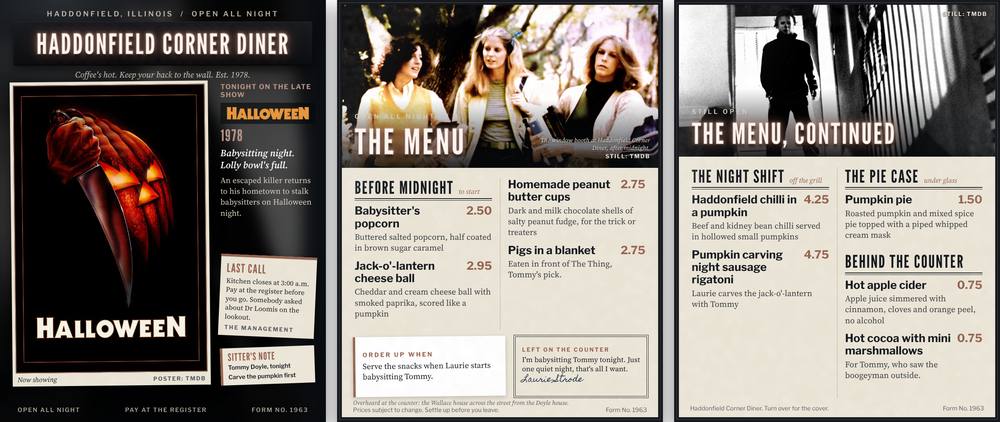 HADDONFIELD, ILLINOIS / OPEN ALL NIGHT
HADDONFIELD CORNER DINER
Coffee's hot. Keep your back to the wall. Est. 1978.
HALLOWEEN
Now showing
POSTER: TMDB
TONIGHT ON THE LATE
SHOW
HALLOWEEN
1978
Babysitting night.
Lolly bowl's full.
An escaped killer returns
to his hometown to stalk
babysitters on Halloween
night.
LAST CALL
Kitchen closes at 3:00 a.m.
Pay at the register before
you go. Somebody asked
about Dr Loomis on the
lookout.
THE MANAGEMENT
SITTER'S NOTE
Tommy Doyle, tonight
Carve the pumpkin first
OPEN ALL NIGHT
PAY AT THE REGISTER
FORM NO. 1963
OPEN ALL NIGHT
THE MENU
window booth at Haddonfield Corner
Diner, after midnight
STILL: TMDB
BEFORE MIDNIGHT to start
Babysitter's 2.50
popcorn
Buttered salted popcorn, half coated
in brown sugar caramel
Jack-o'-lantern 2.95
cheese ball
Cheddar and cream cheese ball with
smoked paprika, scored like a
pumpkin
Homemade peanut 2.75
butter cups
Dark and milk chocolate shells of
salty peanut fudge, for the trick or
treaters
Pigs in a blanket 2.75
Eaten in front of The Thing,
Tommy's pick.
ORDER UP WHEN
Serve the snacks when Laurie starts
babysitting Tommy.
LEFT ON THE COUNTER
I'm babysitting Tommy tonight. Just
one quiet night, that's all I want.
Laurie Strode
Overheard at the counter: the Wallace house across the street from the Doyle house.
Prices subject to change. Settle up before you leave.
Form No. 1963
STILL: TMDB
STILL OPEN
THE MENU, CONTINUED
THE NIGHT SHIFT off the grill
Haddonfield chilli in 4.25
a pumpkin
Beef and kidney bean chilli served
in hollowed small pumpkins
Pumpkin carving 4.75
night sausage
rigatoni
Laurie carves the jack-o'-lantern
with Tommy
THE PIE CASE under glass
Pumpkin pie 1.50
Roasted pumpkin and mixed spice
pie topped with a piped whipped
cream mask
BEHIND THE COUNTER
Hot apple cider 0.75
Apple juice simmered with
cinnamon, cloves and orange peel,
no alcohol
Hot cocoa with mini 0.75
marshmallows
For Tommy, who saw the
boogeyman outside.
Haddonfield Corner Diner. Turn over for the cover.
Form No. 1963